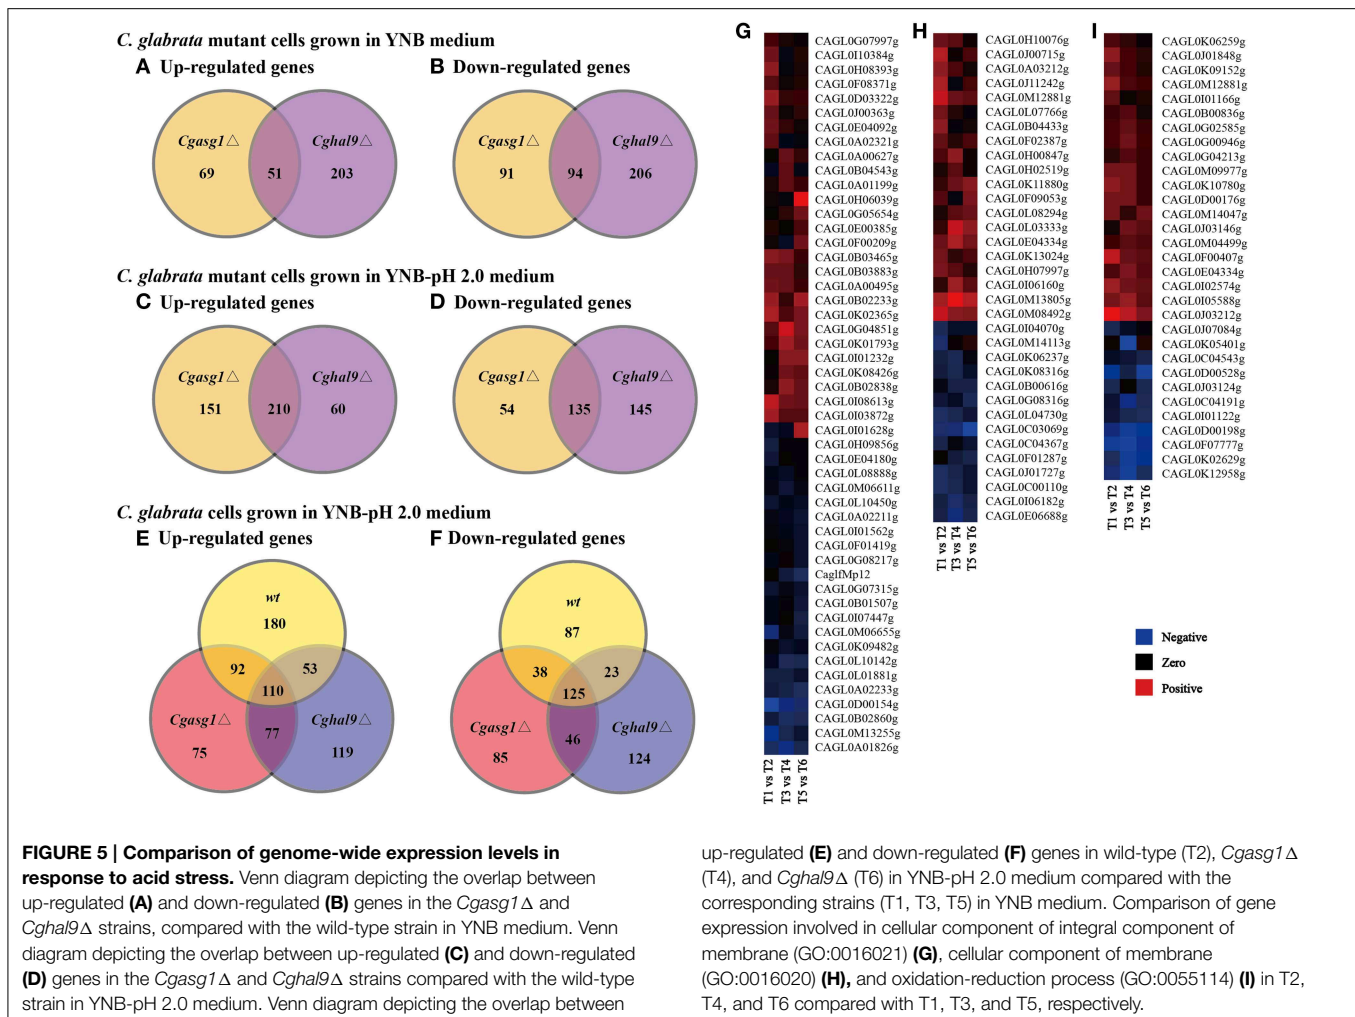 C. glabrata mutant cells grown in YNB medium
A Up-regulated genes
B Down-regulated genes
Cgasg1△
Cghal9△
69
51
203
Cgasg1△
Cghal9△
91
94
206
C. glabrata mutant cells grown in YNB-pH 2.0 medium
C Up-regulated genes
D Down-regulated genes
Cgasg1△
Cghal9△
151
210
60
Cgasg1△
Cghal9△
54
135
145
C. glabrata cells grown in YNB-pH 2.0 medium
E Up-regulated genes
F Down-regulated genes
wt
180
92
53
110
Cgasg1△
Cghal9△
77
75
119
wt
87
38
23
125
Cgasg1△
Cghal9△
46
85
124
G
CAGL0G07997g
CAGL0I10384g
CAGL0H08393g
CAGL0F08371g
CAGL0D03322g
CAGL0J00363g
CAGL0E04092g
CAGL0A02321g
CAGL0A00627g
CAGL0B04543g
CAGL0A01199g
CAGL0H06039g
CAGL0G05654g
CAGL0E00385g
CAGL0F00209g
CAGL0B03465g
CAGL0B03883g
CAGL0A00495g
CAGL0B02233g
CAGL0K02365g
CAGL0G04851g
CAGL0K01793g
CAGL0I01232g
CAGL0K08426g
CAGL0B02838g
CAGL0I08613g
CAGL0I03872g
CAGL0I01628g
CAGL0H09856g
CAGL0E04180g
CAGL0L08888g
CAGL0M06611g
CAGL0L10450g
CAGL0A02211g
CAGL0I01562g
CAGL0F01419g
CAGL0G08217g
CaglfMp12
CAGL0G07315g
CAGL0B01507g
CAGL0I07447g
CAGL0M06655g
CAGL0K09482g
CAGL0L10142g
CAGL0L01881g
CAGL0A02233g
CAGL0D00154g
CAGL0B02860g
CAGL0M13255g
CAGL0A01826g
T1 vs T2
T3 vs T4
T5 vs T6
H
CAGL0H10076g
CAGL0J00715g
CAGL0A03212g
CAGL0J11242g
CAGL0M12881g
CAGL0L07766g
CAGL0B04433g
CAGL0F02387g
CAGL0H00847g
CAGL0H02519g
CAGL0K11880g
CAGL0F09053g
CAGL0L08294g
CAGL0L03333g
CAGL0E04334g
CAGL0K13024g
CAGL0H07997g
CAGL0I06160g
CAGL0M13805g
CAGL0M08492g
CAGL0I04070g
CAGL0M14113g
CAGL0K06237g
CAGL0K08316g
CAGL0B00616g
CAGL0G08316g
CAGL0L04730g
CAGL0C03069g
CAGL0C04367g
CAGL0F01287g
CAGL0J01727g
CAGL0C00110g
CAGL0I06182g
CAGL0E06688g
T1 vs T2
T3 vs T4
T5 vs T6
I
CAGL0K06259g
CAGL0J01848g
CAGL0K09152g
CAGL0M12881g
CAGL0I01166g
CAGL0B00836g
CAGL0G02585g
CAGL0G00946g
CAGL0G04213g
CAGL0M09977g
CAGL0K10780g
CAGL0D00176g
CAGL0M14047g
CAGL0J03146g
CAGL0M04499g
CAGL0F00407g
CAGL0E04334g
CAGL0I02574g
CAGL0I05588g
CAGL0J03212g
CAGL0J07084g
CAGL0K05401g
CAGL0C04543g
CAGL0D00528g
CAGL0J03124g
CAGL0C04191g
CAGL0I01122g
CAGL0D00198g
CAGL0F07777g
CAGL0K02629g
CAGL0K12958g
T1 vs T2
T3 vs T4
T5 vs T6
Negative
Zero
Positive
FIGURE 5 | Comparison of genome-wide expression levels in
response to acid stress. Venn diagram depicting the overlap between
up-regulated (A) and down-regulated (B) genes in the Cgasg1Δ and
Cghal9Δ strains, compared with the wild-type strain in YNB medium. Venn
diagram depicting the overlap between up-regulated (C) and down-regulated
(D) genes in the Cgasg1Δ and Cghal9Δ strains compared with the wild-type
strain in YNB-pH 2.0 medium. Venn diagram depicting the overlap between
up-regulated (E) and down-regulated (F) genes in wild-type (T2), Cgasg1Δ
(T4), and Cghal9Δ (T6) in YNB-pH 2.0 medium compared with the
corresponding strains (T1, T3, T5) in YNB medium. Comparison of gene
expression involved in cellular component of integral component of
membrane (GO:0016021) (G), cellular component of membrane
(GO:0016020) (H), and oxidation-reduction process (GO:0055114) (I) in T2,
T4, and T6 compared with T1, T3, and T5, respectively.